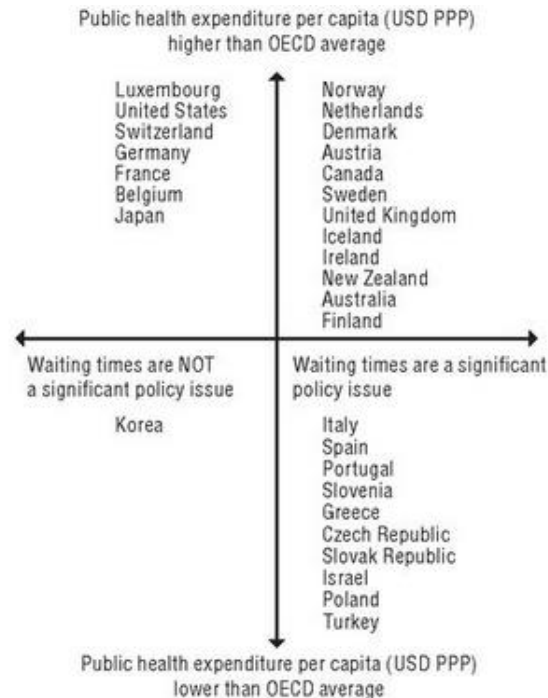 Public health expenditure per capita (USD PPP)
higher than OECD average
Luxembourg
United States
Switzerland
Germany
France
Belgium
Japan
Norway
Netherlands
Denmark
Austria
Canada
Sweden
United Kingdom
Iceland
Ireland
New Zealand
Australia
Finland
Waiting times are NOT
a significant policy issue
Waiting times are a significant
policy issue
Korea
Italy
Spain
Portugal
Slovenia
Greece
Czech Republic
Slovak Republic
Israel
Poland
Turkey
Public health expenditure per capita (USD PPP)
lower than OECD average